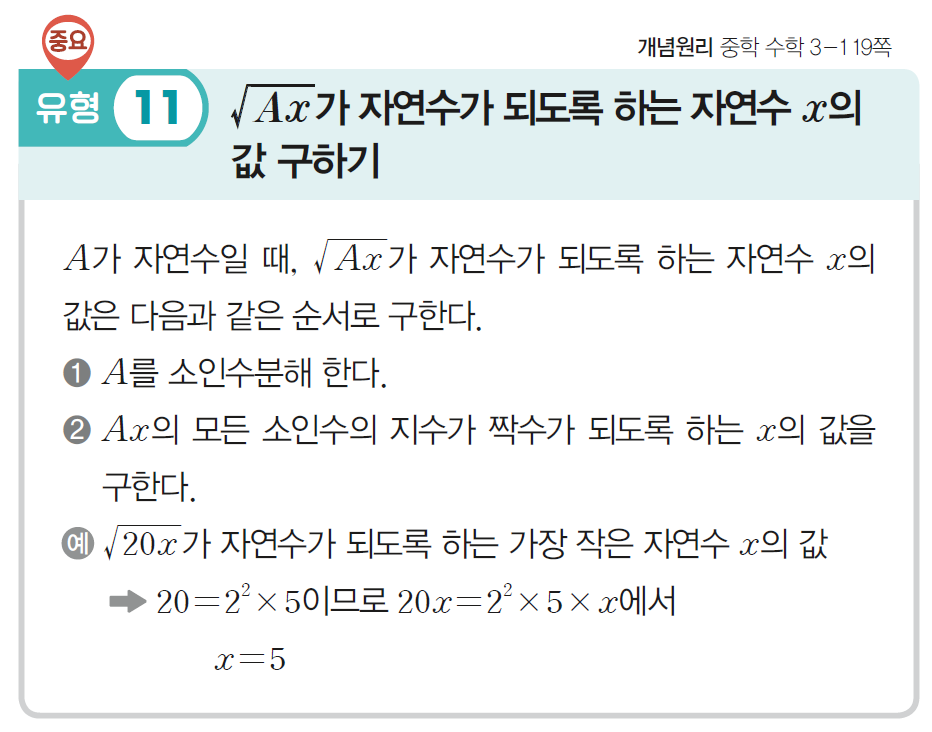 중요
개념원리 중학 수학 3-1 19쪽
유형 11 √Ax가 자연수가 되도록 하는 자연수 x의
값 구하기
A가 자연수일 때, √Ax가 자연수가 되도록 하는 자연수 x의
값은 다음과 같은 순서로 구한다.
❶ A를 소인수분해 한다.
❷ Ax의 모든 소인수의 지수가 짝수가 되도록 하는 x의 값을
구한다.
예 √20x가 자연수가 되도록 하는 가장 작은 자연수 x의 값
➡ 20=2²×5이므로 20x=2²×5×x에서
x=5